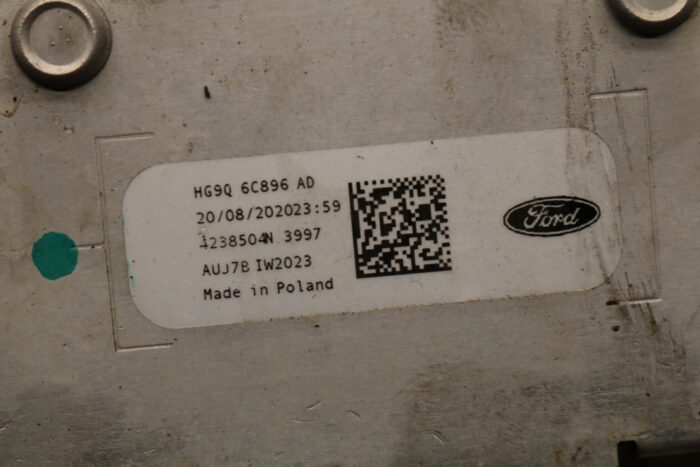 HG9Q 6C896 AD
20/08/202023:59
4238504N 3997
AUJ7B IW2023
Made in Poland
Ford